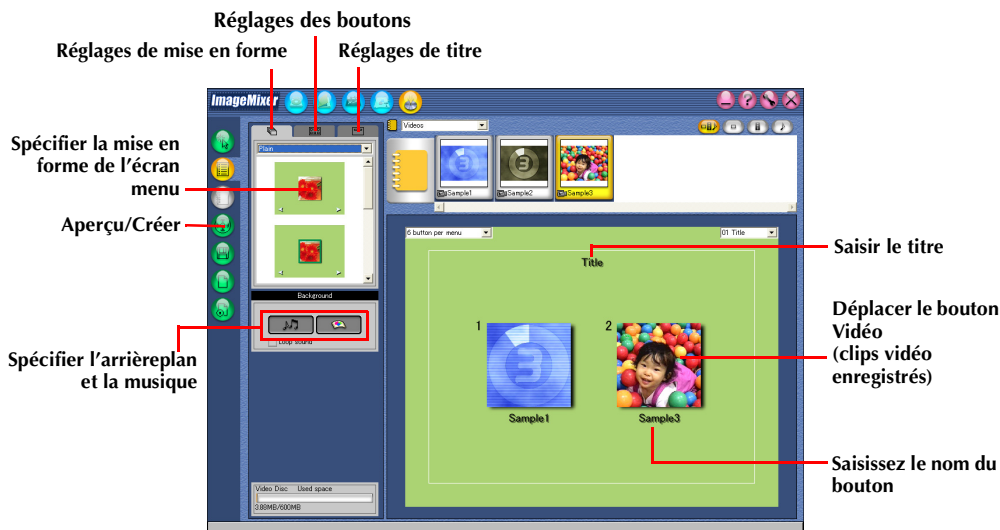 Réglages des boutons
Réglages de mise en forme
Réglages de titre
ImageMixer
Spécifier la mise en
forme de l'écran
menu
Aperçu/Créer
Spécifier l'arrièreplan
et la musique
Plain
Background
Loop sound
Video Disc Used space
3.89MB/600MB
Videos
Sample1
Sample2
Sample3
6 button per menu
01 Title
Title
1
2
3
Sample1
Sample3
Saisir le titre
Déplacer le bouton
Vidéo
(clips vidéo
enregistrés)
Saisissez le nom du
bouton